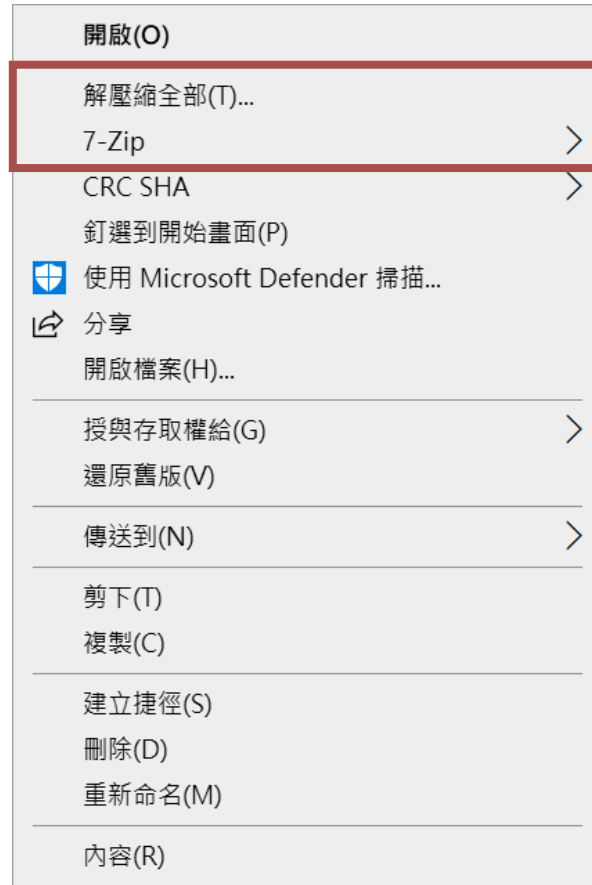 開啟(O)
解壓縮全部(T)...
7-Zip
CRC SHA
釘選到開始畫面(P)
使用 Microsoft Defender 掃描...
分享
開啟檔案(H)...
授與存取權給(G)
還原舊版(V)
傳送到(N)
剪下(T)
複製(C)
建立捷徑(S)
刪除(D)
重新命名(M)
內容(R)